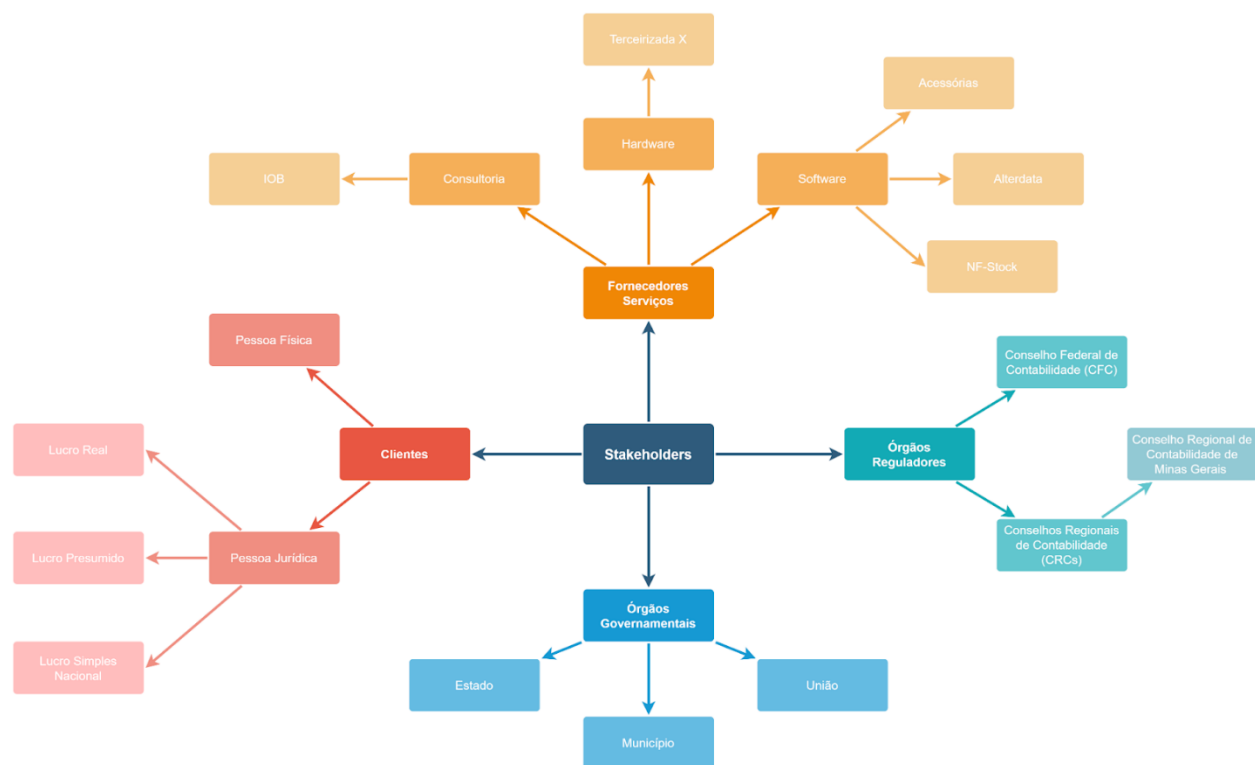 Terceirizada X
Acessórias
Hardware
IOB
Consultoria
Software
Alterdata
NF-Stock
Fornecedores
Serviços
Pessoa Física
Conselho Federal de
Contabilidade (CFC)
Lucro Real
Clientes
Stakeholders
Órgãos
Reguladores
Conselho Regional de
Contabilidade de
Minas Gerais
Lucro Presumido
Pessoa Jurídica
Conselhos Regionais
de Contabilidade
(CRCs)
Órgãos
Governamentais
Lucro Simples
Nacional
Estado
União
Município